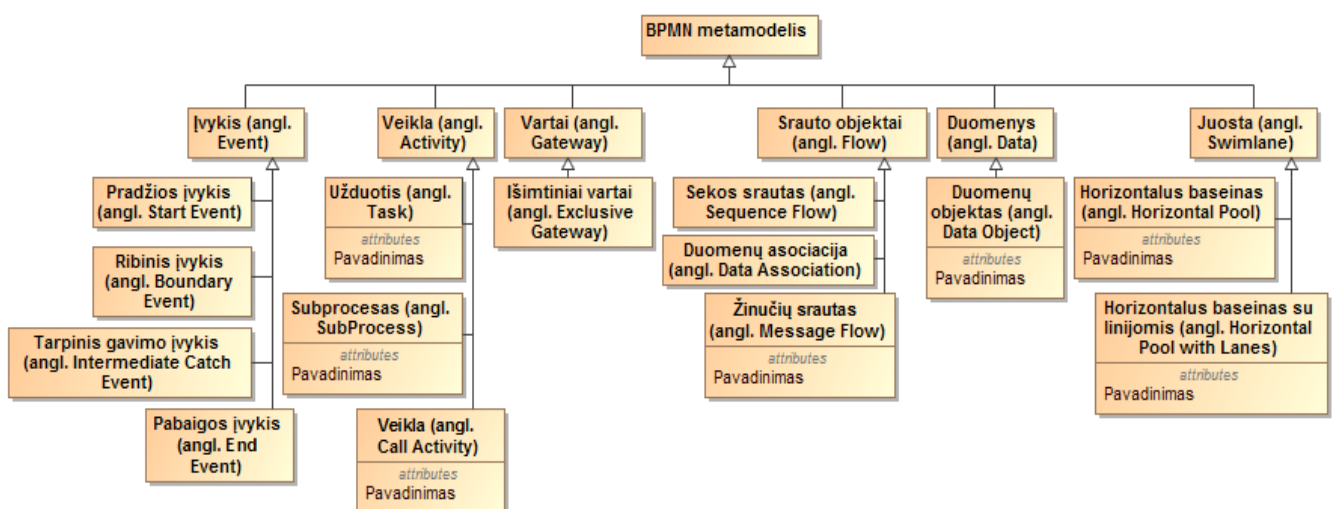 BPMN metamodelis
Įvykis (angl.
Event)
Veikla (angl.
Activity)
Vartai (angl.
Gateway)
Srauto objektai
(angl. Flow)
Duomenys
(angl. Data)
Juosta (angl.
Swimlane)
Pradžios įvykis
(angl. Start Event)
Ribinis įvykis
(angl. Boundary
Event)
Tarpinis gavimo įvykis
(angl. Intermediate Catch
Event)
Pabaigos įvykis
(angl. End
Event)
Užduotis (angl.
Task)
attributes
Pavadinimas
Subprocesas (angl.
SubProcess)
attributes
Pavadinimas
Veikla (angl.
Call Activity)
attributes
Pavadinimas
Išimtiniai vartai
(angl. Exclusive
Gateway)
Sekos srautas (angl.
Sequence Flow)
Duomenų asociacija
(angl. Data Association)
Žinučių srautas
(angl. Message Flow)
attributes
Pavadinimas
Duomenų
objektas (angl.
Data Object)
attributes
Pavadinimas
Horizontalus baseinas
(angl. Horizontal Pool)
attributes
Pavadinimas
Horizontalus baseinas su
linijomis (angl. Horizontal
Pool with Lanes)
attributes
Pavadinimas